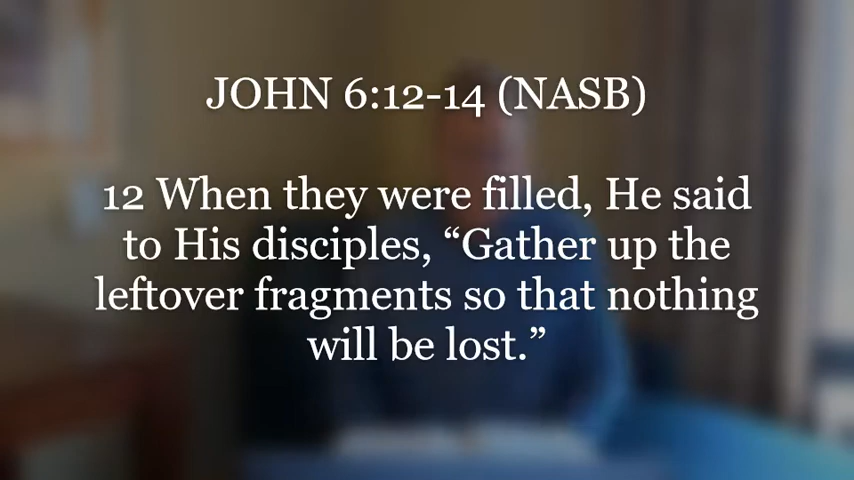 JOHN 6:12-14 (NASB)
12 When they were filled, He said
to His disciples, “Gather up the
leftover fragments so that nothing
will be lost.”